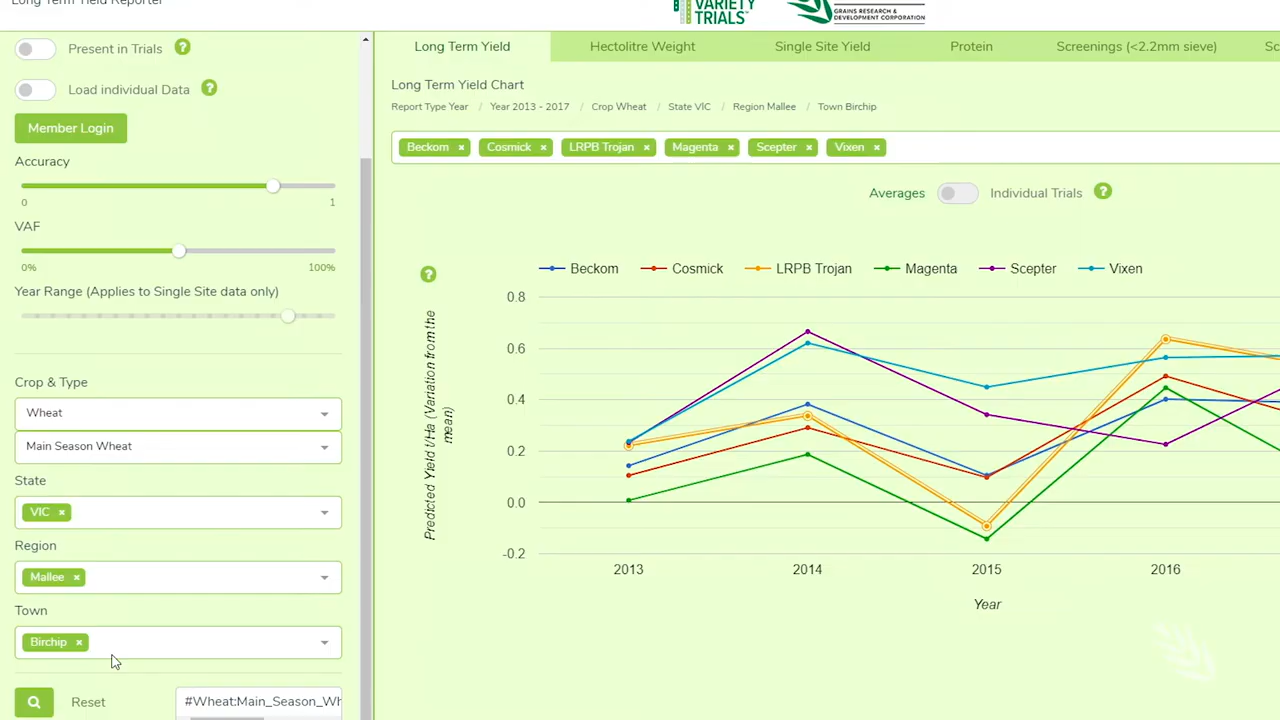 Long Term Yield Reporter
VARIETY
TRIALS™
GRAINS RESEARCH &
DEVELOPMENT CORPORATION
Present in Trials ?
Load individual Data ?
Member Login
Accuracy
0 1
VAF
0% 100%
Year Range (Applies to Single Site data only)
Crop & Type
Wheat
Main Season Wheat
State
VIC ×
Region
Mallee ×
Town
Birchip ×
Reset
#Wheat:Main_Season_Wh
Long Term Yield Hectolitre Weight Single Site Yield Protein Screenings (<2.2mm sieve) Sc
Long Term Yield Chart
Report Type Year / Year 2013 - 2017 / Crop Wheat / State VIC / Region Mallee / Town Birchip
Beckom × Cosmick × LRPB Trojan × Magenta × Scepter × Vixen ×
Averages Individual Trials ?
?
Beckom Cosmick LRPB Trojan Magenta Scepter Vixen
Predicted Yield t/Ha (Variation from the
mean)
0.8
0.6
0.4
0.2
0.0
-0.2
2013 2014 2015 2016
Year